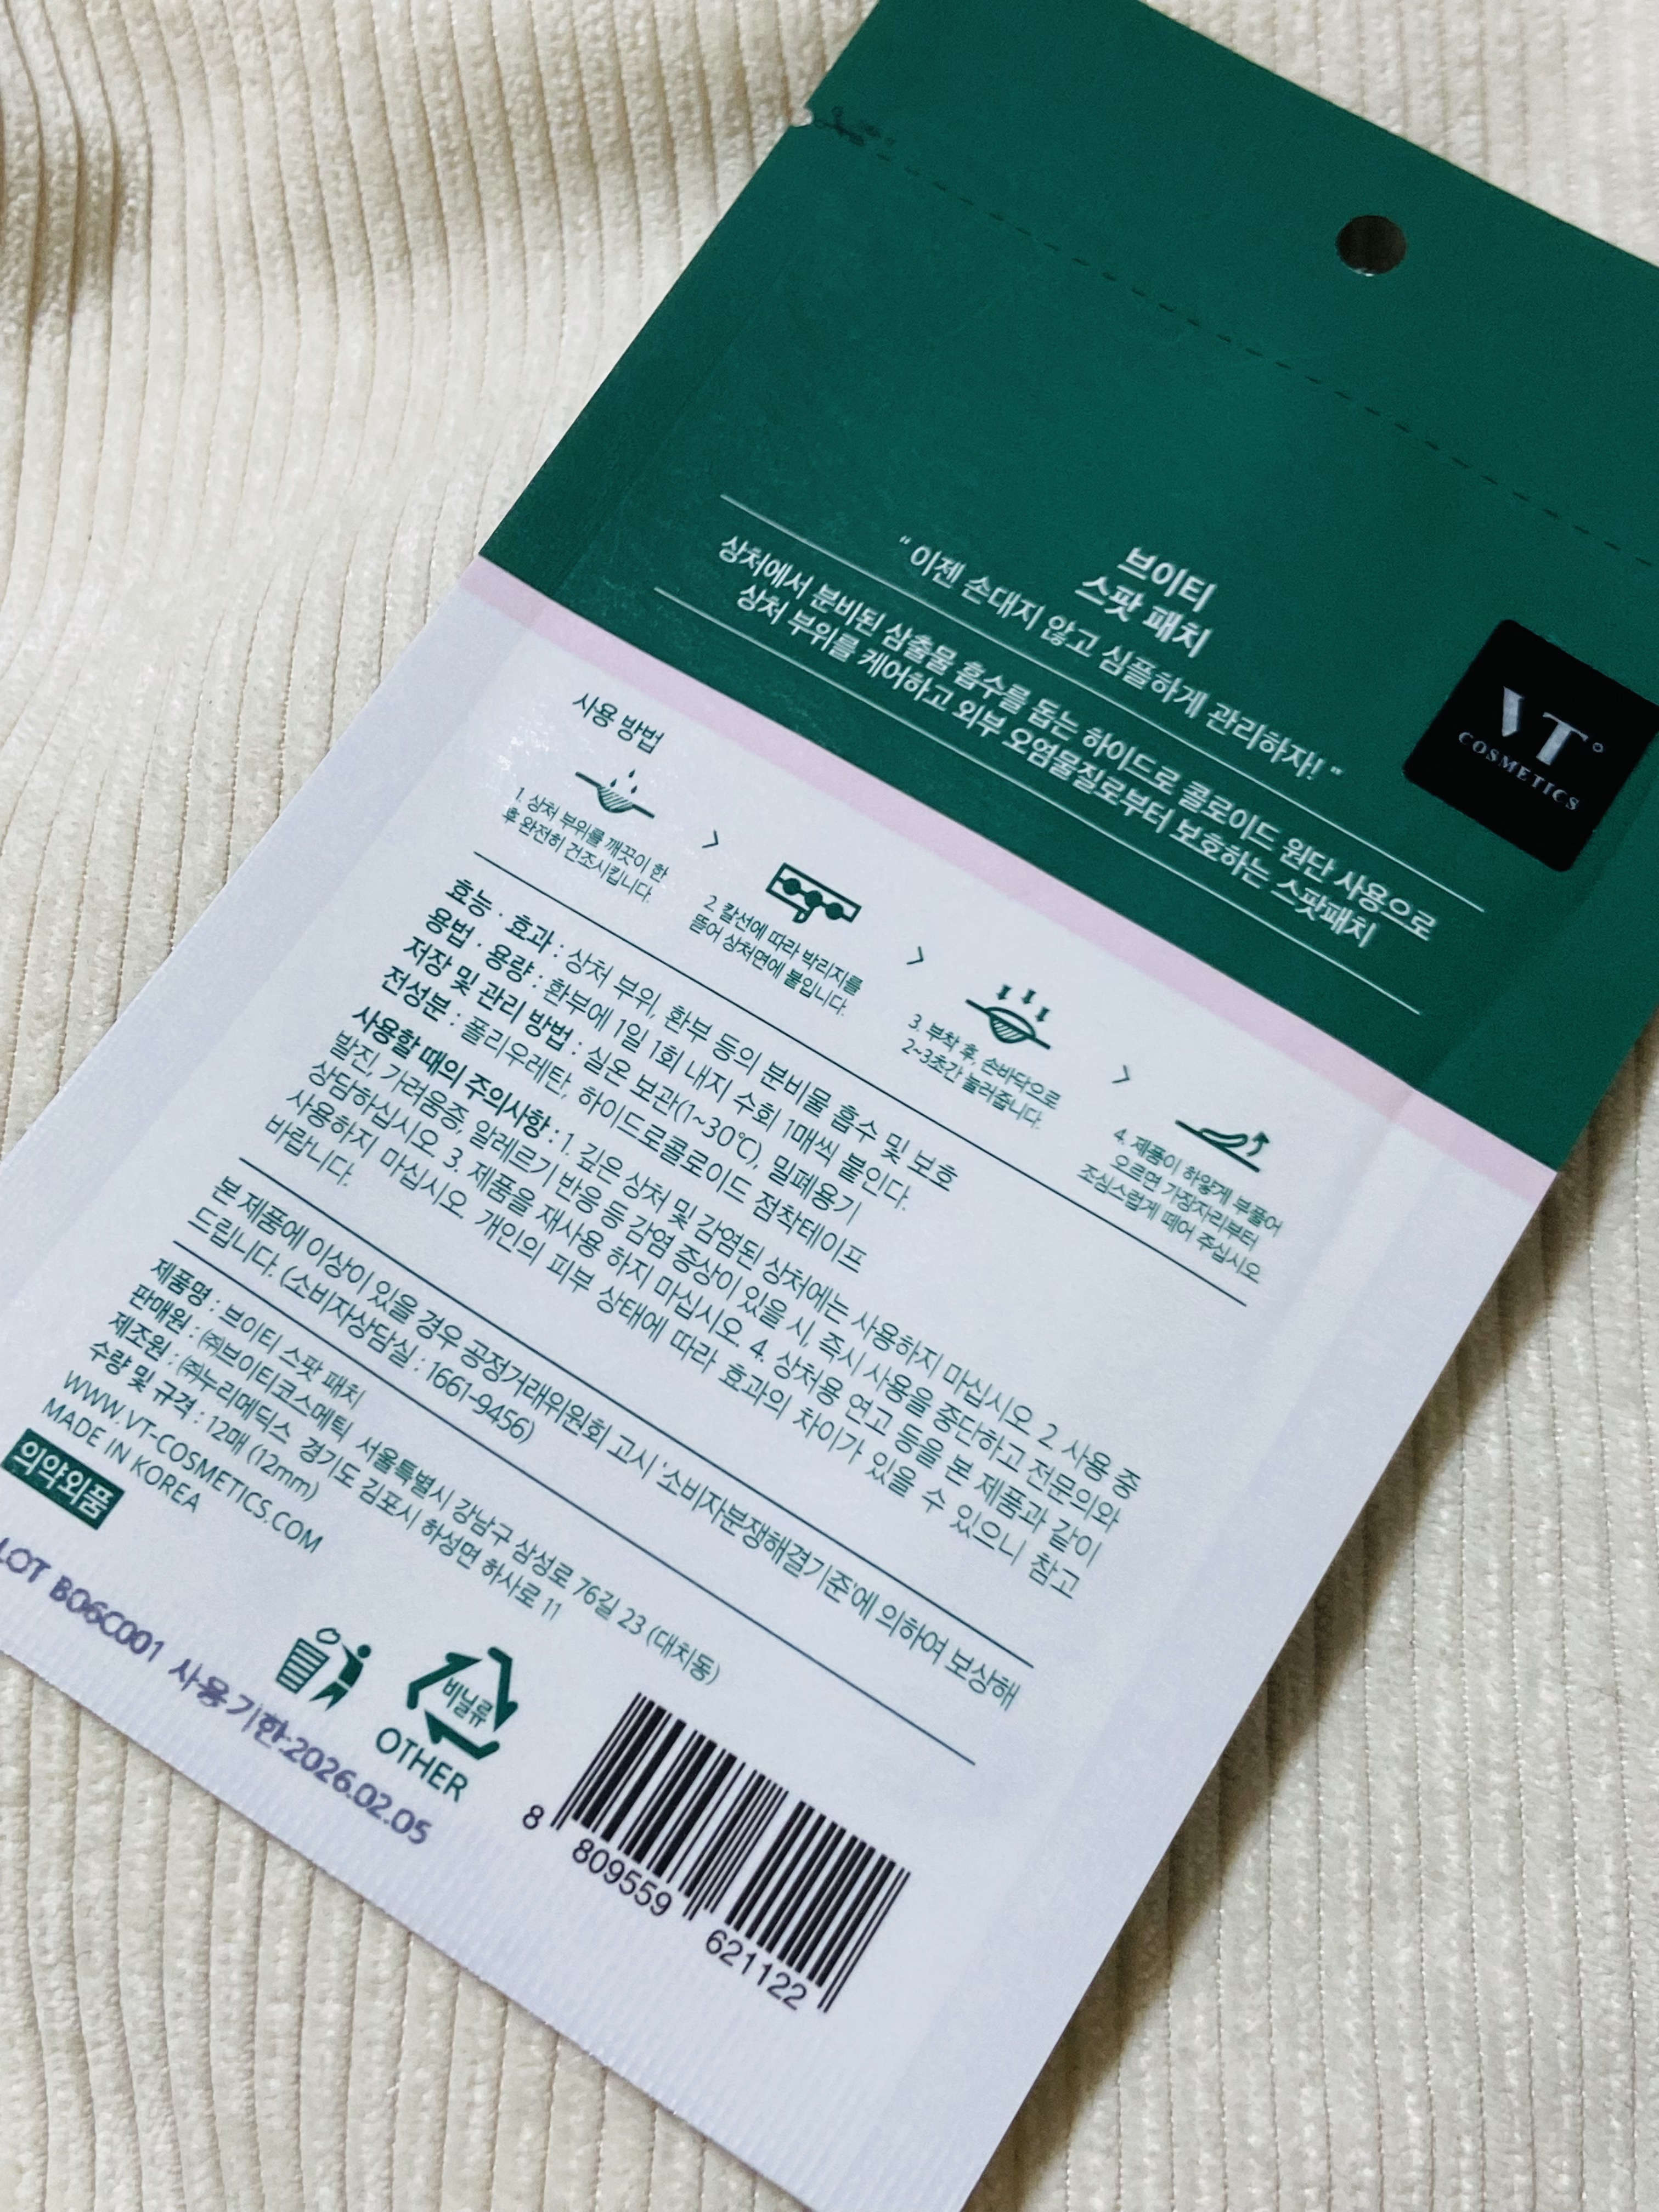 브이티
스팟 패치
“ 이젠 손대지 않고 심플하게 관리하자! ”
상처에서 분비된 삼출물 흡수를 돕는 하이드로 콜로이드 원단 사용으로
상처 부위를 케어하고 외부 오염물질로부터 보호하는 스팟패치
VT
COSMETICS
사용 방법
1. 상처 부위를 깨끗이 한
후 완전히 건조시킵니다.
>
2. 칼선에 따라 박리지를
뜯어 상처면에 붙입니다.
>
3. 부착 후, 손바닥으로
2~3초간 눌러줍니다.
>
4. 제품이 하얗게 부풀어
오르면 가장자리부터
조심스럽게 떼어 주십시오
효능 · 효과 : 상처 부위, 환부 등의 분비물 흡수 및 보호
용법 · 용량 : 환부에 1일 1회 내지 수회 1매씩 붙인다.
저장 및 관리 방법 : 실온 보관(1~30℃), 밀폐용기
전성분 : 폴리우레탄, 하이드로콜로이드 점착테이프
사용할 때의 주의사항 : 1. 깊은 상처 및 감염된 상처에는 사용하지 마십시오. 2. 사용 중
발진, 가려움증, 알레르기 반응 등 감염 증상이 있을 시, 즉시 사용을 중단하고 전문의와
상담하십시오. 3. 제품을 재사용 하지 마십시오. 4. 상처용 연고 등을 본 제품과 같이
사용하지 마십시오. 개인의 피부 상태에 따라 효과의 차이가 있을 수 있으니 참고
바랍니다.
본 제품에 이상이 있을 경우 공정거래위원회 고시 '소비자분쟁해결기준'에 의하여 보상해
드립니다. (소비자상담실 : 1661-9456)
제품명 : 브이티 스팟 패치
판매원 : ㈜브이티코스메틱 서울특별시 강남구 삼성로 76길 23 (대치동)
제조원 : ㈜누리메딕스 경기도 김포시 하성면 하사로 11
수량 및 규격 : 12매 (12mm)
WWW.VT-COSMETICS.COM
MADE IN KOREA
의약외품
비닐류
OTHER
LOT B06C001 사용기한:2026.02.05
8 809559 621122